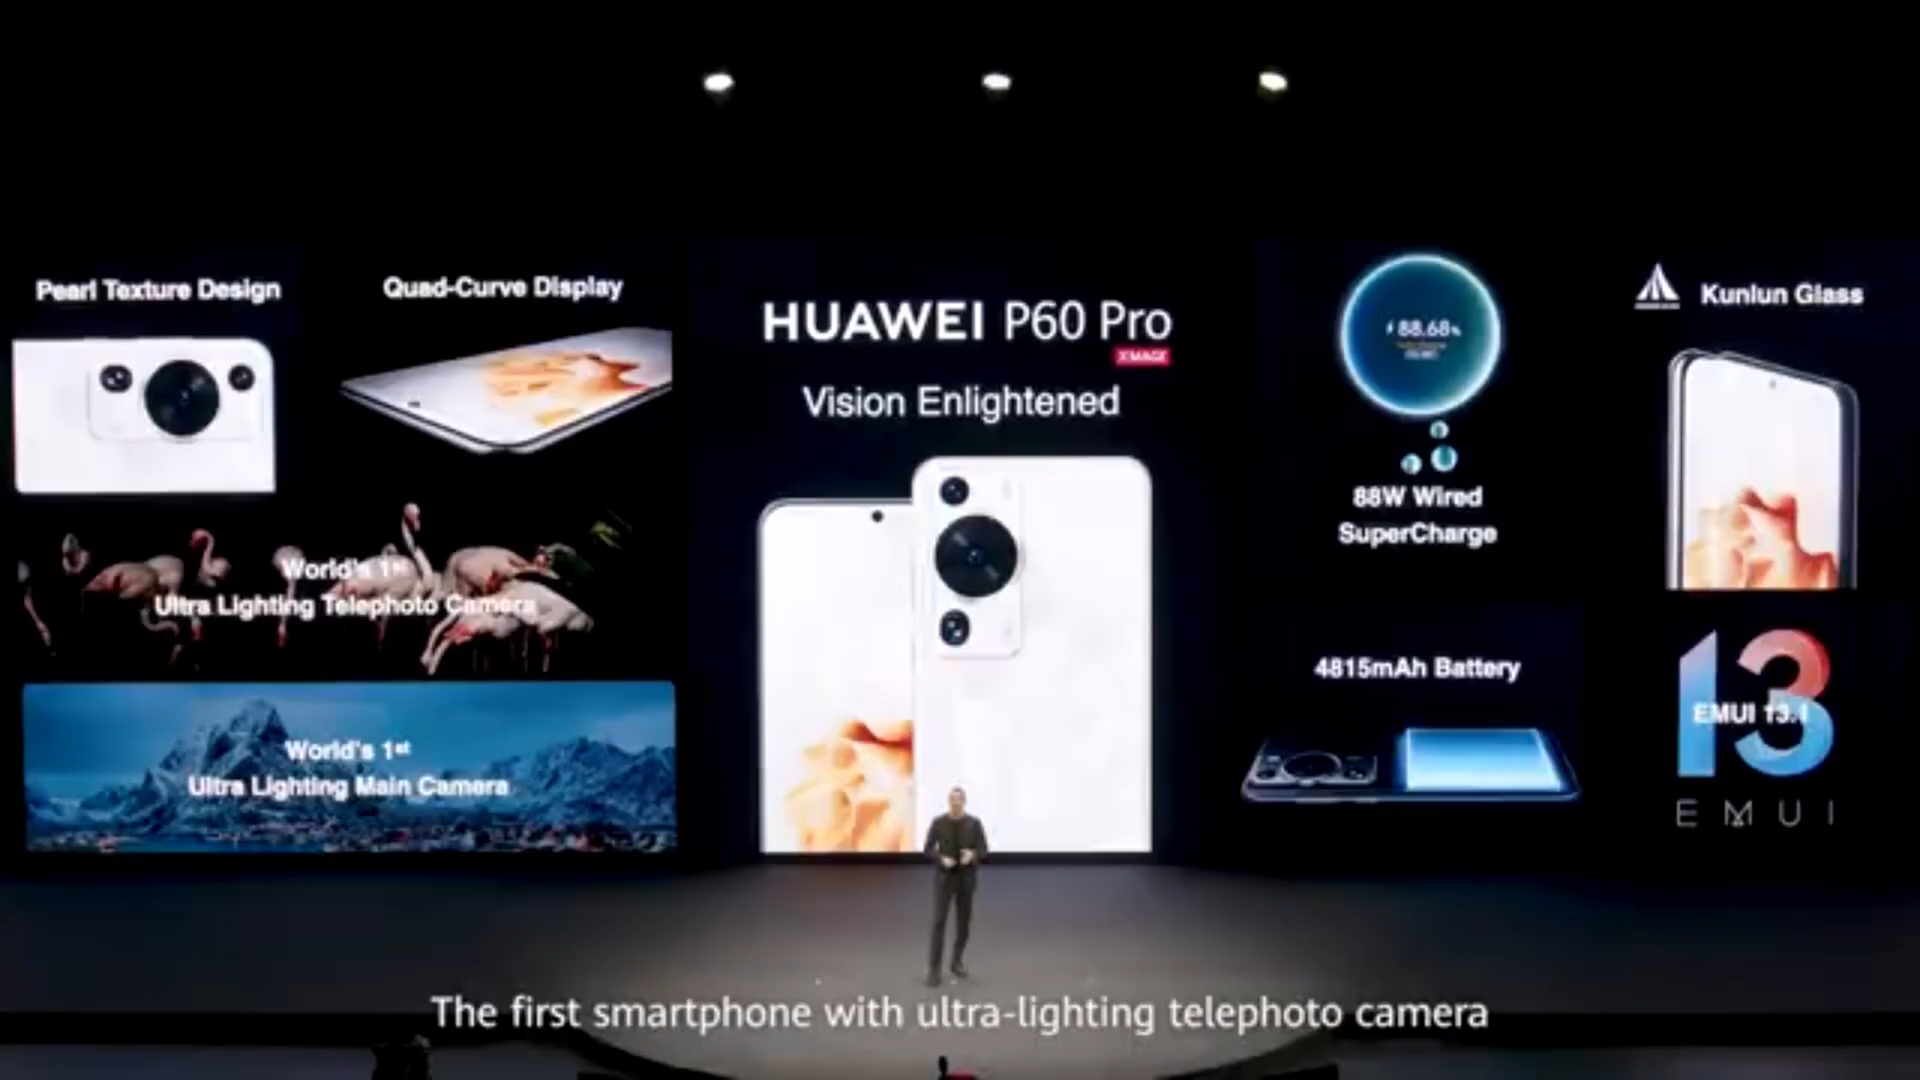 Pearl Texture Design
Quad-Curve Display
World's 1st
Ultra Lighting Telephoto Camera
World's 1st
Ultra Lighting Main Camera
HUAWEI P60 Pro
XMAGE
Vision Enlightened
88.68%
88W Wired
SuperCharge
Kunlun Glass
4815mAh Battery
EMUI 13.1
13
EMUI
The first smartphone with ultra-lighting telephoto camera